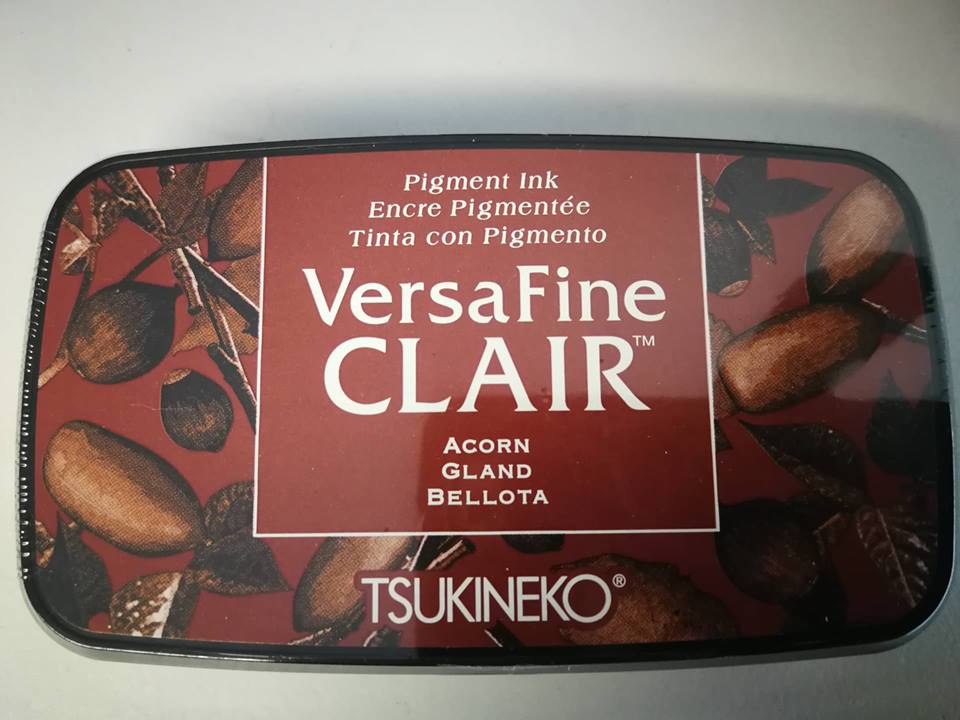 Pigment Ink
Encre Pigmentée
Tinta con Pigmento
VersaFine
CLAIR™
ACORN
GLAND
BELLOTA
TSUKINEKO®